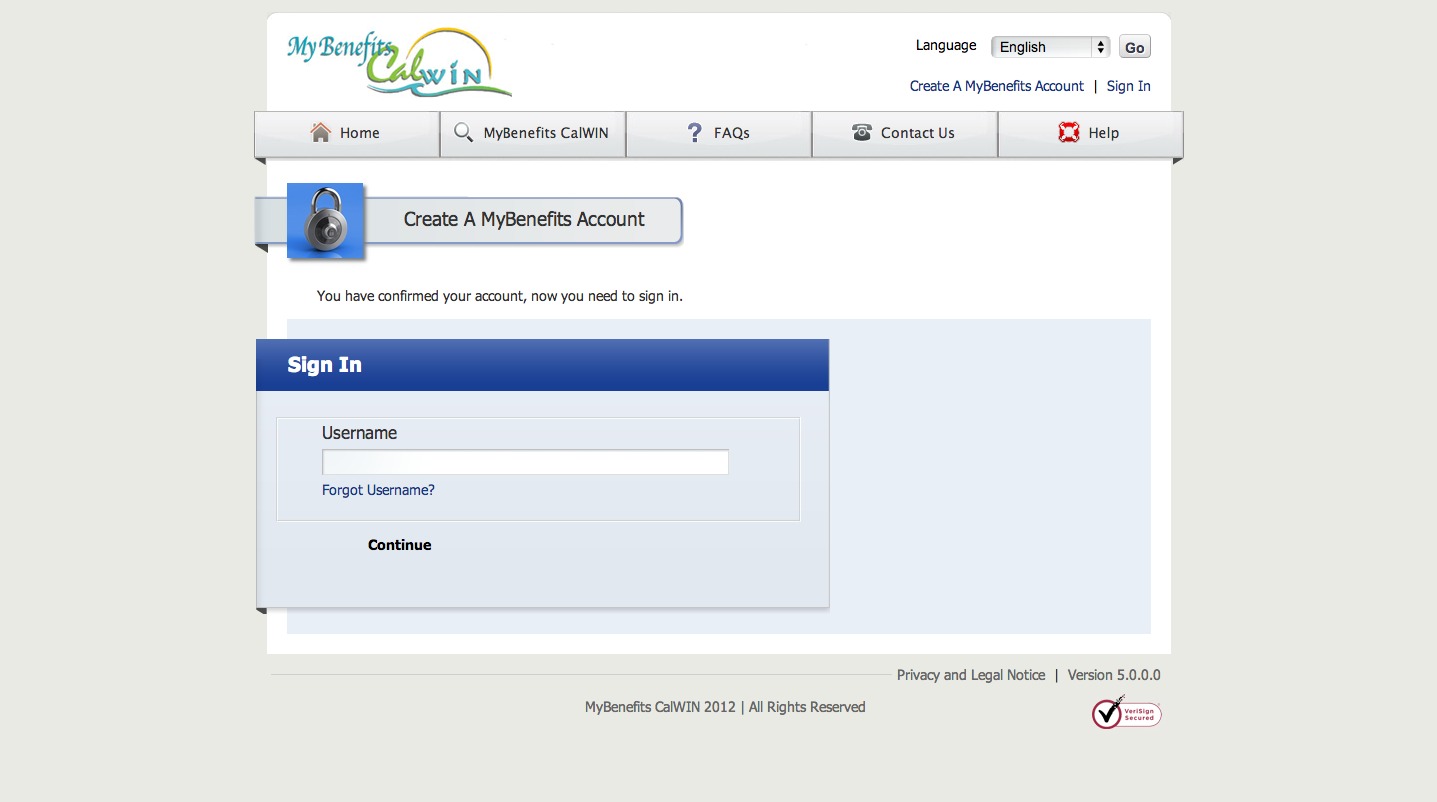 My Benefits CalWIN
Language English Go
Create A MyBenefits Account | Sign In
Home MyBenefits CalWIN FAQs Contact Us Help
Create A MyBenefits Account
You have confirmed your account, now you need to sign in.
Sign In
Username
Forgot Username?
Continue
Privacy and Legal Notice | Version 5.0.0.0
MyBenefits CalWIN 2012 | All Rights Reserved
VeriSign
Secured